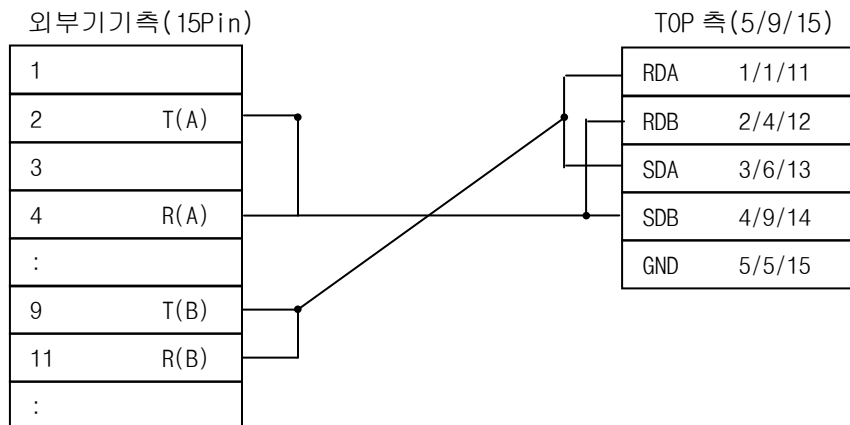 외부기기측(15Pin)
1
2 T(A)
3
4 R(A)
:
9 T(B)
11 R(B)
:
TOP 측(5/9/15)
RDA 1/1/11
RDB 2/4/12
SDA 3/6/13
SDB 4/9/14
GND 5/5/15